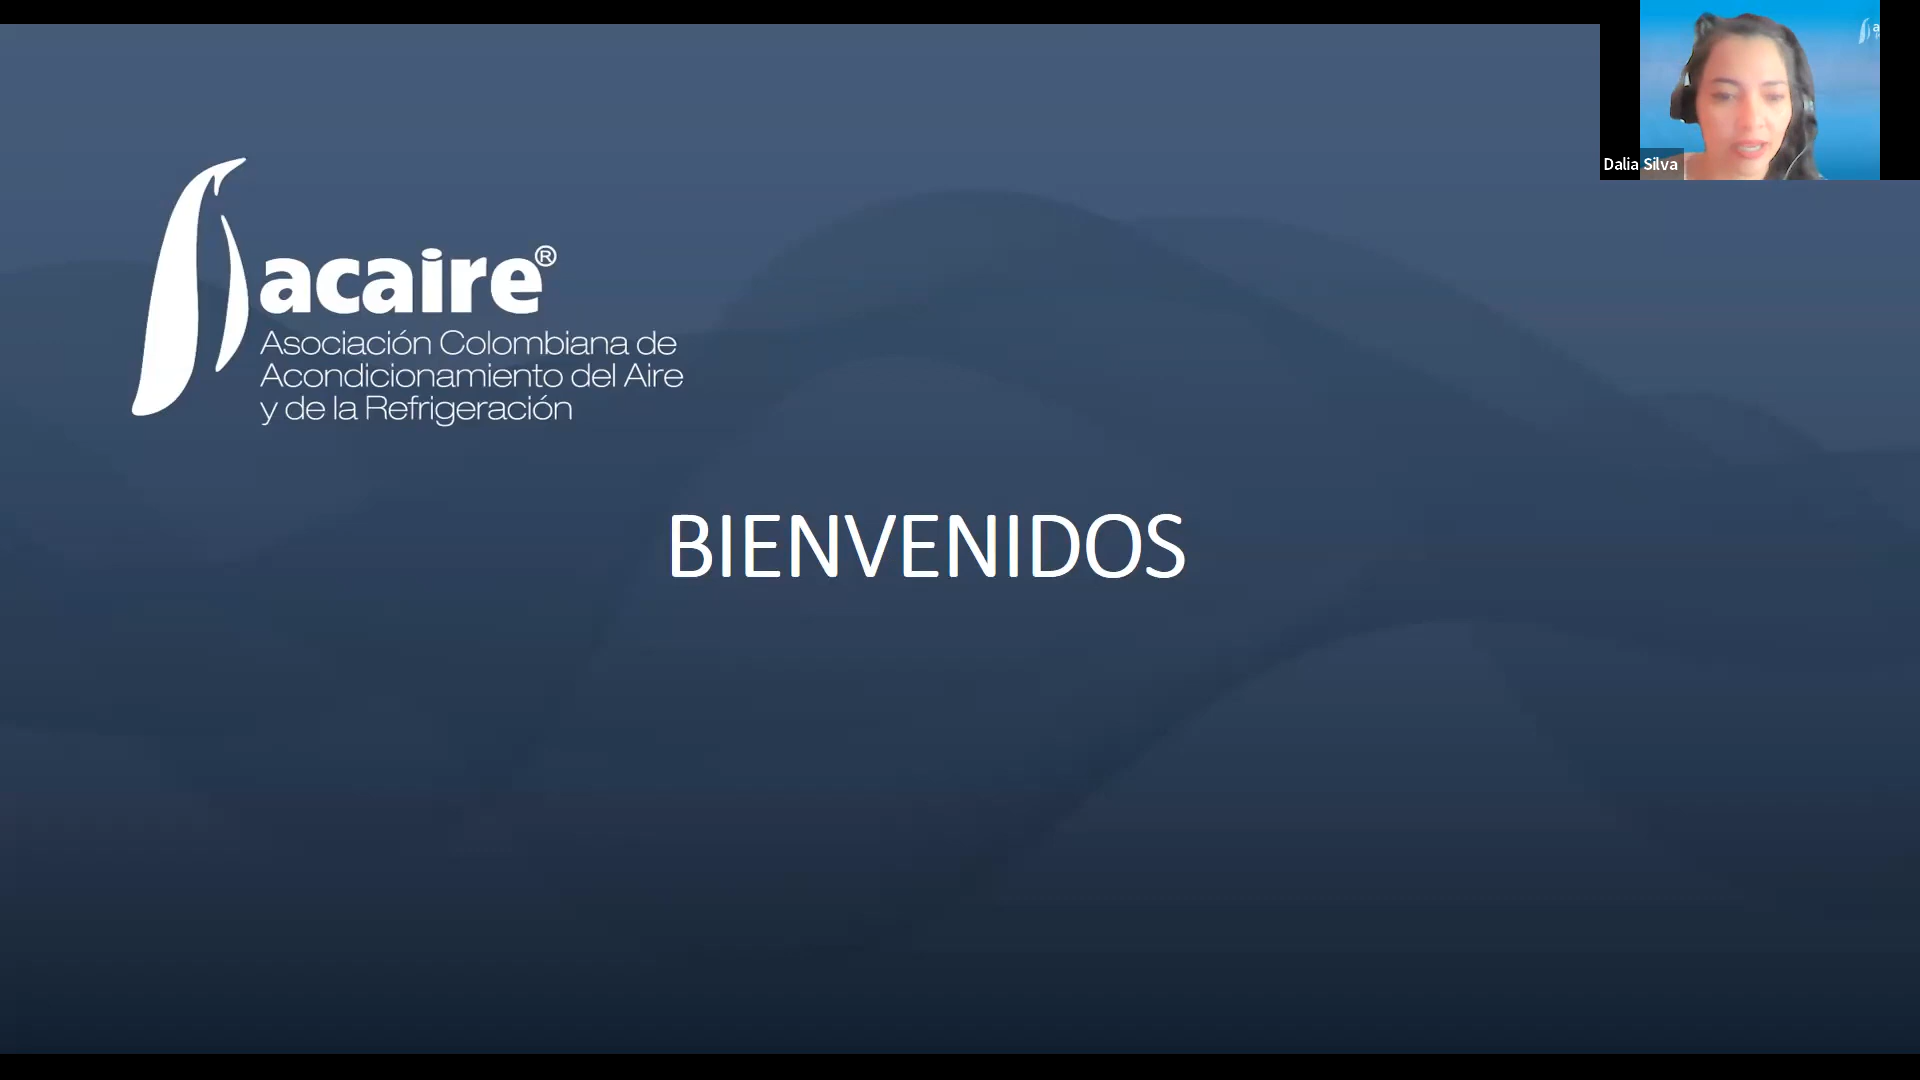 acaire®
Asociación Colombiana de
Acondicionamiento del Aire
y de la Refrigeración
BIENVENIDOS
Dalia Silva